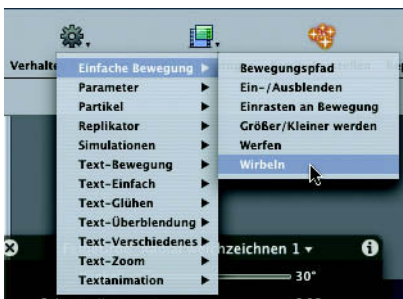 Verhalte
Einfache Bewegung
Parameter
Partikel
Replikator
Simulationen
Text-Bewegung
Text-Einfach
Text-Glühen
Text-Überblendung
Text-Verschiedenes
Text-Zoom
Textanimation
Bewegungspfad
Ein-/Ausblenden
Einrasten an Bewegung
Größer/Kleiner werden
Werfen
Wirbeln
hzeichnen 1
30°